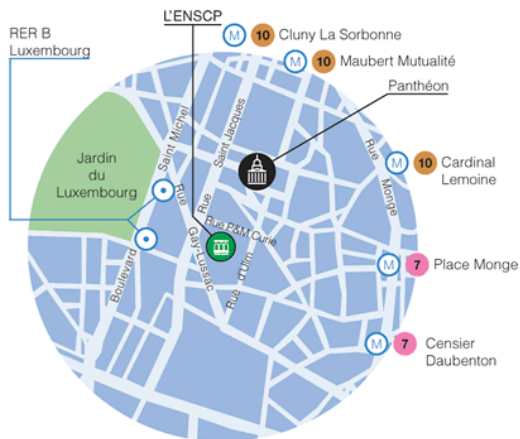 L'ENSCP
RER B
Luxembourg
M 10 Cluny La Sorbonne
M 10 Maubert Mutualité
Panthéon
Jardin
du
Luxembourg
Boulevard Saint Michel
Rue Gay-Lussac
Rue Saint Jacques
Rue P&M Curie
Rue d'Ulm
Rue Monge
M 10 Cardinal
Lemoine
M 7 Place Monge
M 7 Censier
Daubenton